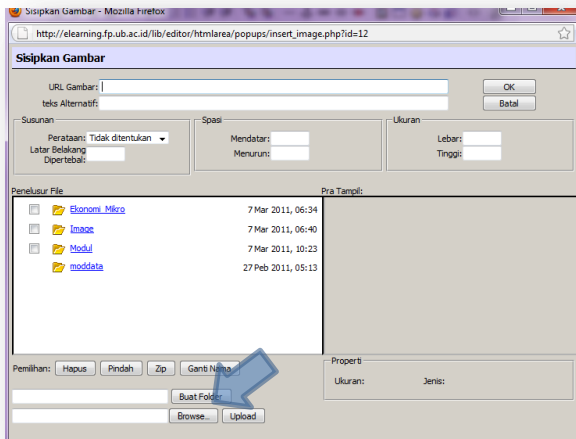 Sisipkan Gambar - Mozilla Firefox
http://elearning.fp.ub.ac.id/lib/editor/htmlarea/popups/insert_image.php?id=12
Sisipkan Gambar
URL Gambar: OK
teks Alternatif: Batal
Susunan Spasi Ukuran
Perataan: Tidak ditentukan Mendatar: Lebar:
Latar Belakang Dipertebal: Menurun: Tinggi:
Penelusur File Pra Tampil:
Ekonomi_Mikro 7 Mar 2011, 06:34
Image 7 Mar 2011, 06:40
Modul 7 Mar 2011, 10:23
moddata 27 Peb 2011, 05:13
Pemilihan: Hapus Pindah Zip Ganti Nama
Properti
Ukuran: Jenis:
Buat Folder
Browse... Upload